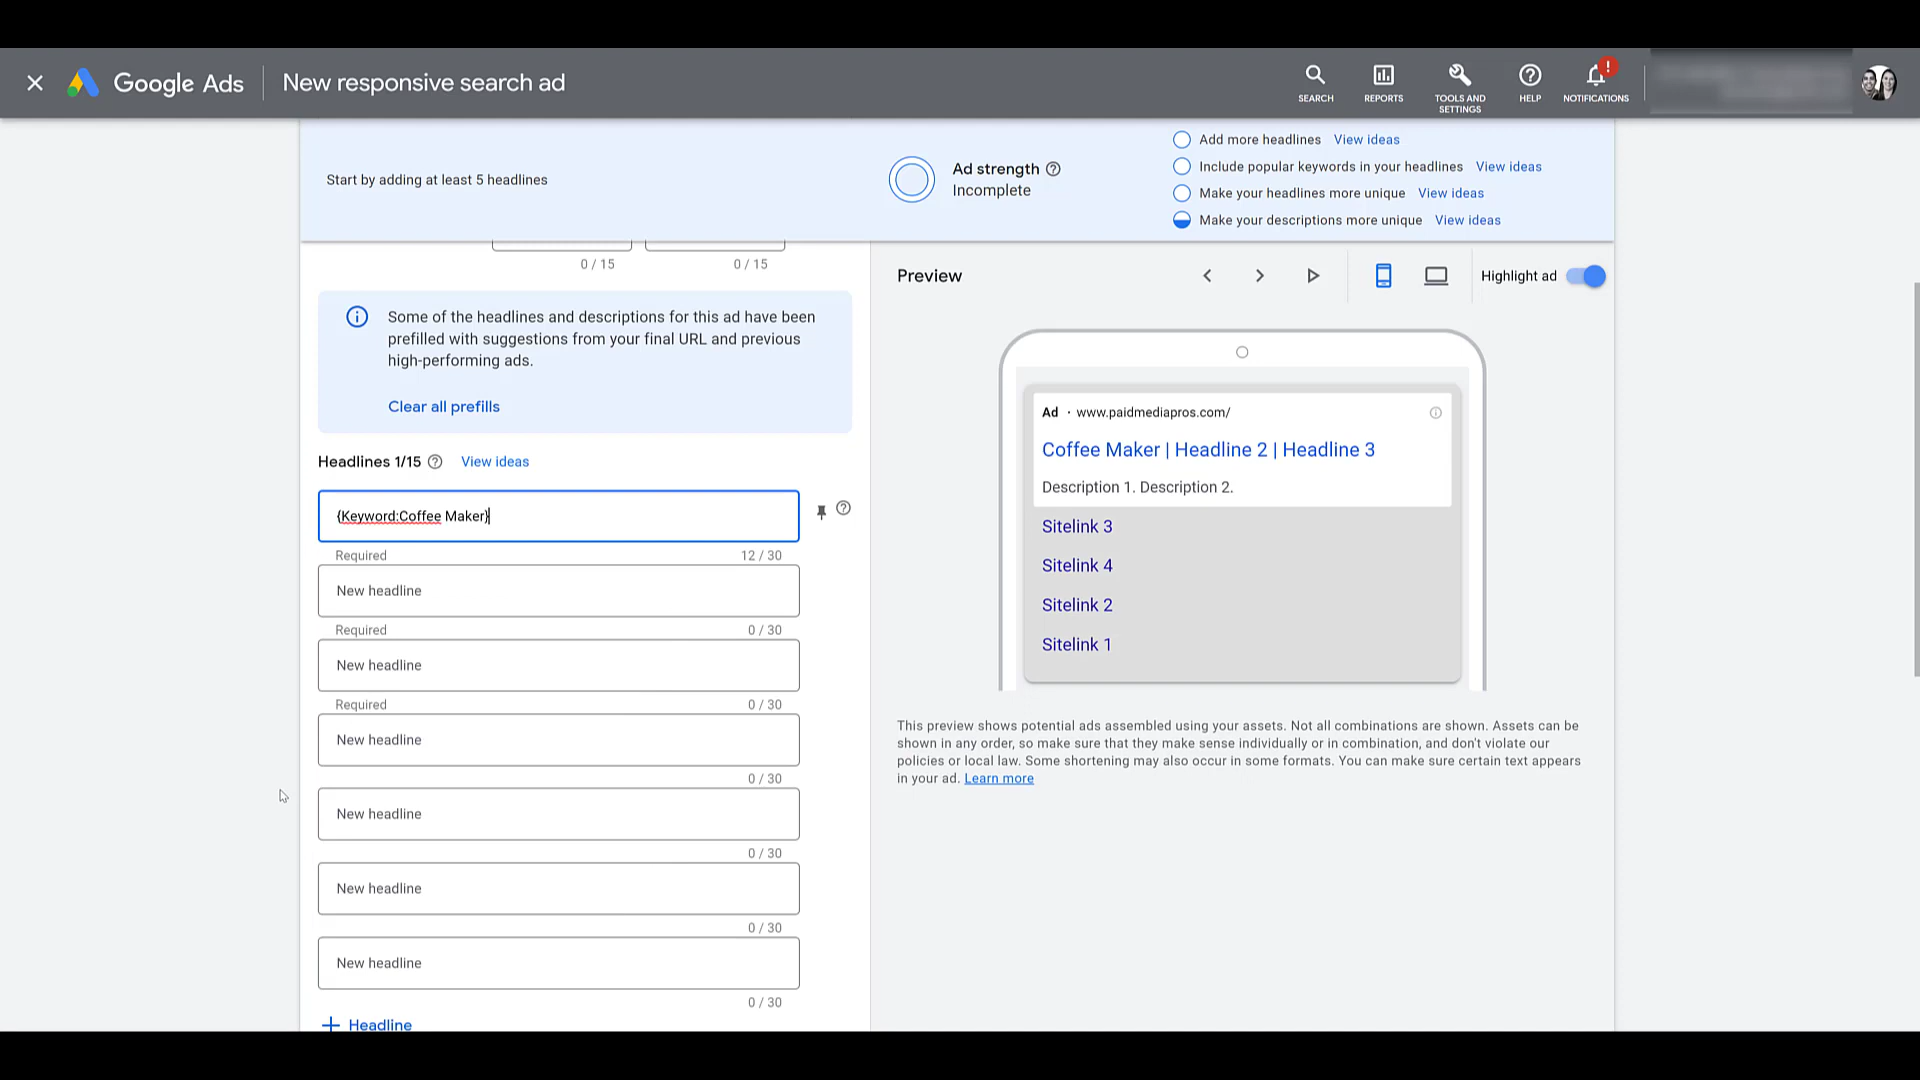 Google Ads
New responsive search ad
SEARCH
REPORTS
TOOLS AND
SETTINGS
HELP
!
NOTIFICATIONS
Start by adding at least 5 headlines
Ad strength
Incomplete
Add more headlines View ideas
Include popular keywords in your headlines View ideas
Make your headlines more unique View ideas
Make your descriptions more unique View ideas
0 / 15
0 / 15
Some of the headlines and descriptions for this ad have been
prefilled with suggestions from your final URL and previous
high-performing ads.
Clear all prefills
Headlines 1/15 View ideas
{Keyword:Coffee Maker}
Required 12 / 30
New headline
Required 0 / 30
New headline
Required 0 / 30
New headline
0 / 30
New headline
0 / 30
New headline
0 / 30
New headline
0 / 30
+ Headline
Preview
Highlight ad
Ad · www.paidmediapros.com/
Coffee Maker | Headline 2 | Headline 3
Description 1. Description 2.
Sitelink 3
Sitelink 4
Sitelink 2
Sitelink 1
This preview shows potential ads assembled using your assets. Not all combinations are shown. Assets can be
shown in any order, so make sure that they make sense individually or in combination, and don't violate our
policies or local law. Some shortening may also occur in some formats. You can make sure certain text appears
in your ad. Learn more